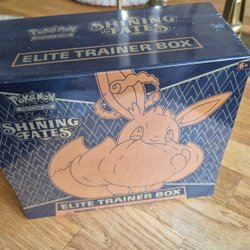 Pokémon
SHINING
FATES
ELITE TRAINER BOX
6+
Pokémon
SHINING
FATES
ELITE TRAINER BOX